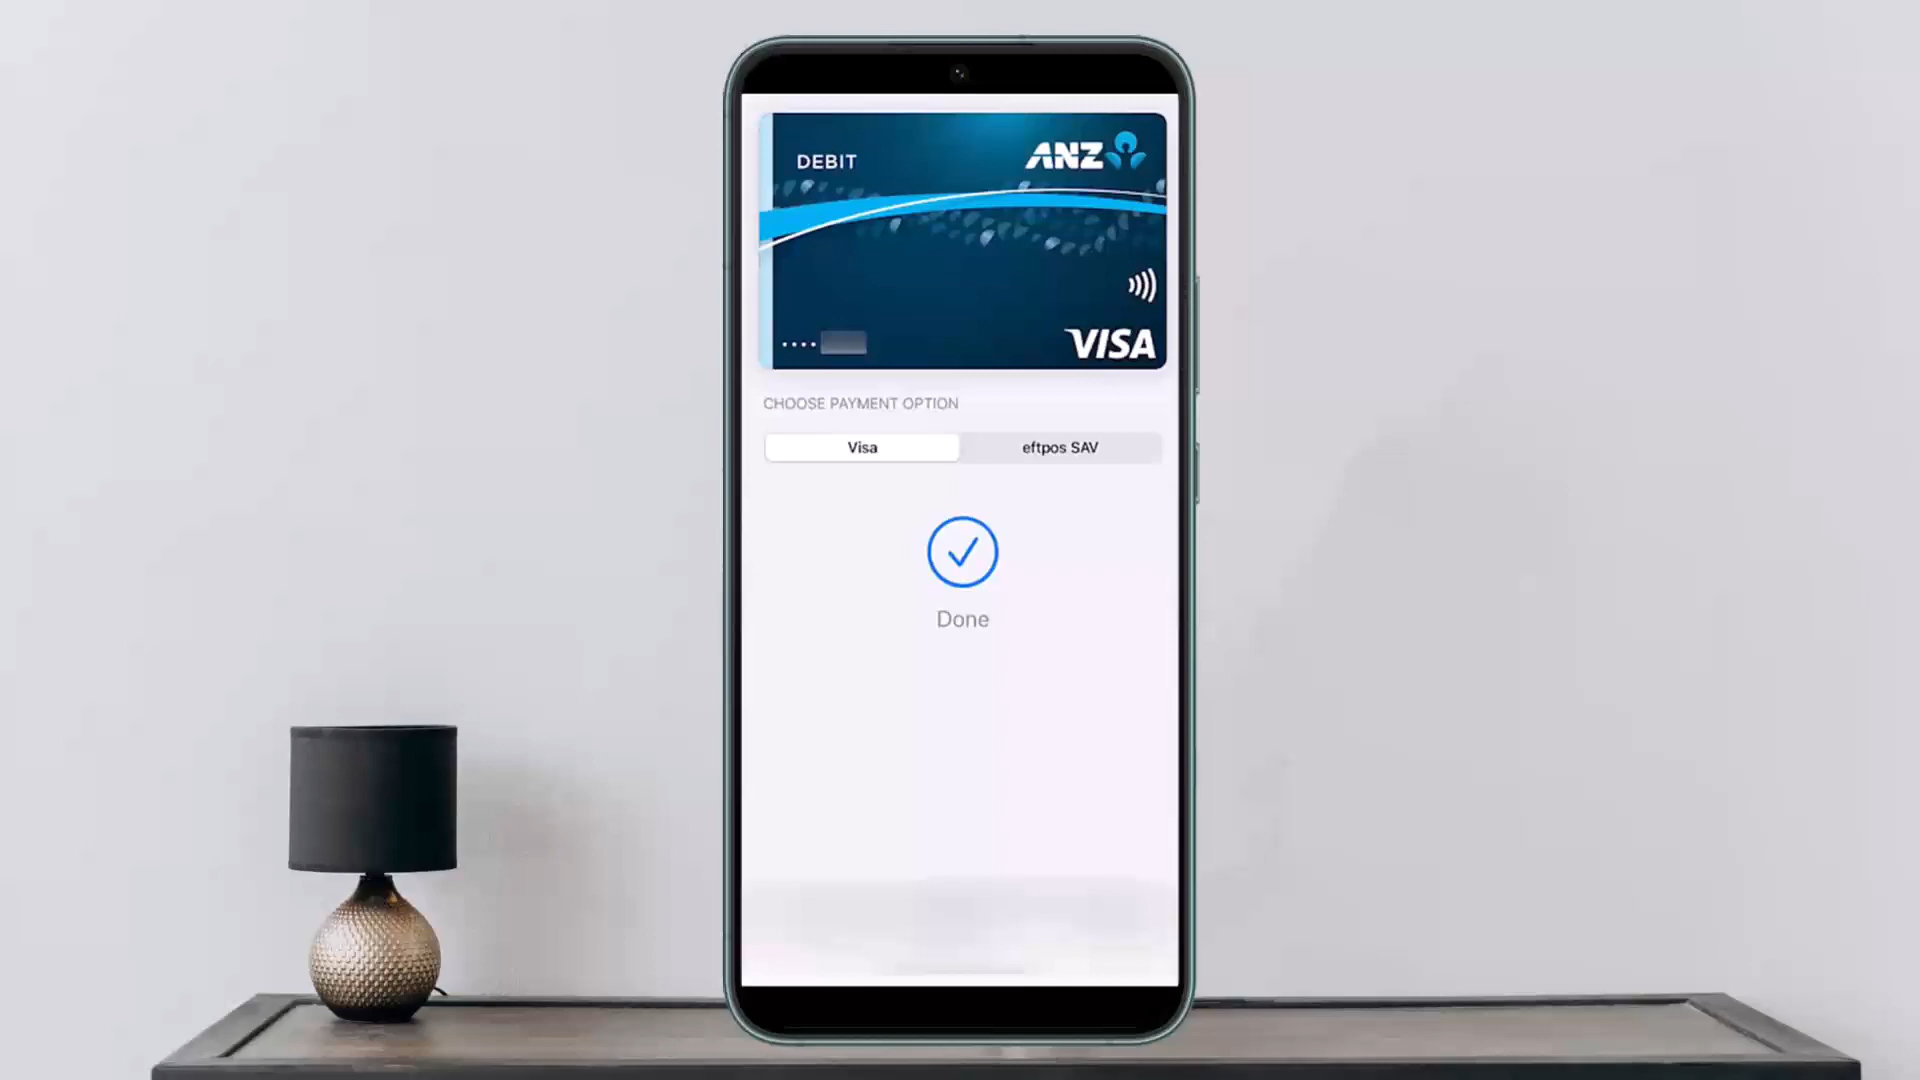 DEBIT
ANZ
VISA
CHOOSE PAYMENT OPTION
Visa
eftpos SAV
Done